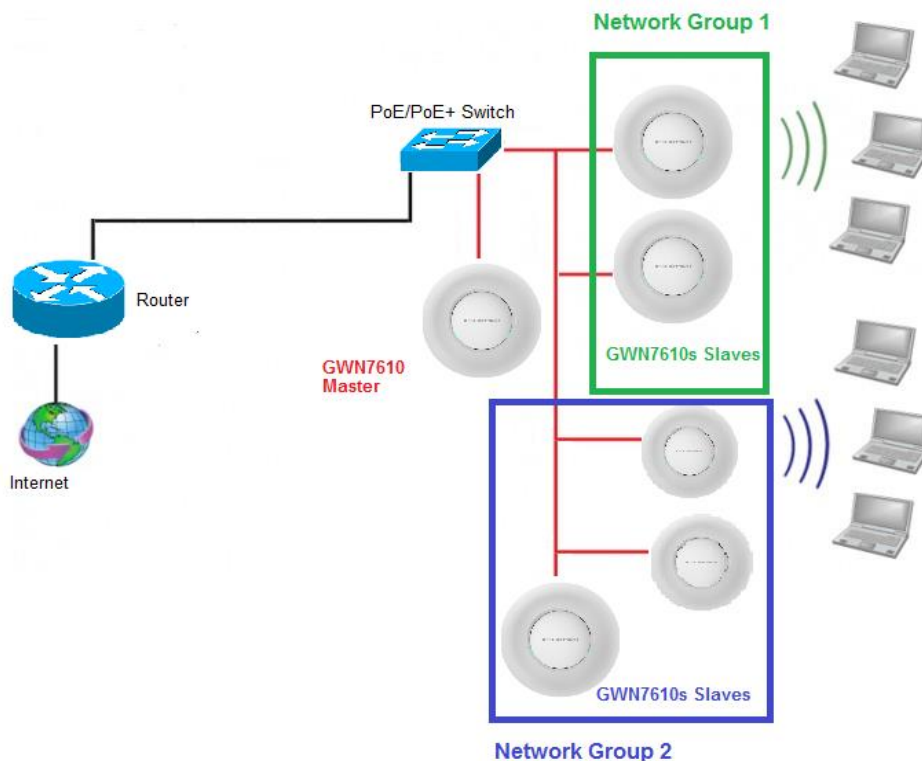 Network Group 1
PoE/PoE+ Switch
Router
GWN7610
Master
GWN7610s Slaves
Internet
GWN7610s Slaves
Network Group 2